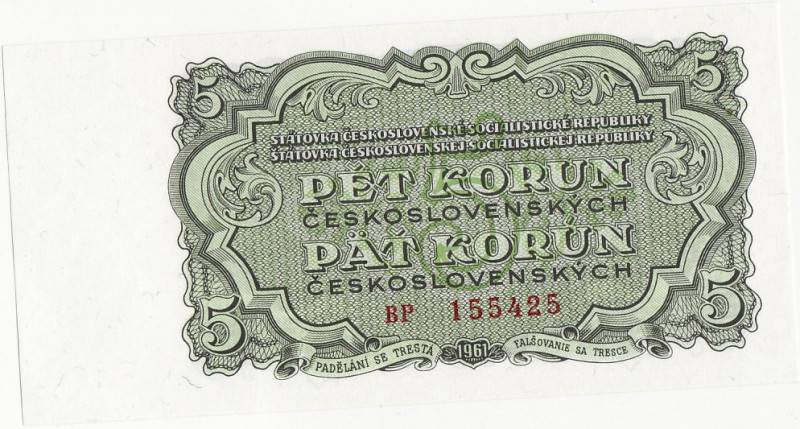 5 5
STÁTOVKA ČESKOSLOVENSKÉ SOCIALISTICKÉ REPUBLIKY
ŠTÁTOVKA ČESKOSLOVENSKEJ SOCIALISTICKEJ REPUBLIKY
PĚT KORUN
ČESKOSLOVENSKÝCH
PÄŤ KORÚN
ČESKOSLOVENSKÝCH
BP 155425
5 5
PADĚLÁNÍ SE TRESTÁ 1961 FALŠOVANIE SA TRESCE